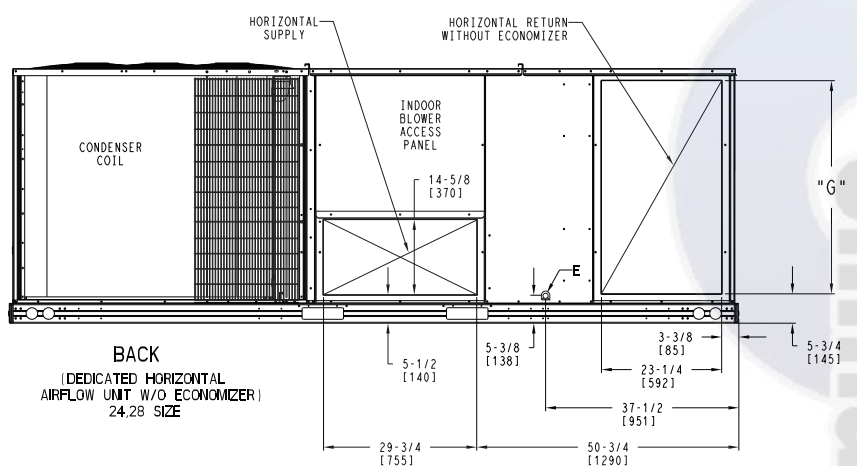 HORIZONTAL
SUPPLY
HORIZONTAL RETURN
WITHOUT ECONOMIZER
CONDENSER
COIL
INDOOR
BLOWER
ACCESS
PANEL
14-5/8
[370]
"G"
E
5-1/2
[140]
5-3/8
[138]
3-3/8
[85]
5-3/4
[145]
23-1/4
[592]
37-1/2
[951]
29-3/4
[755]
50-3/4
[1290]
BACK
(DEDICATED HORIZONTAL
AIRFLOW UNIT W/O ECONOMIZER)
24,28 SIZE